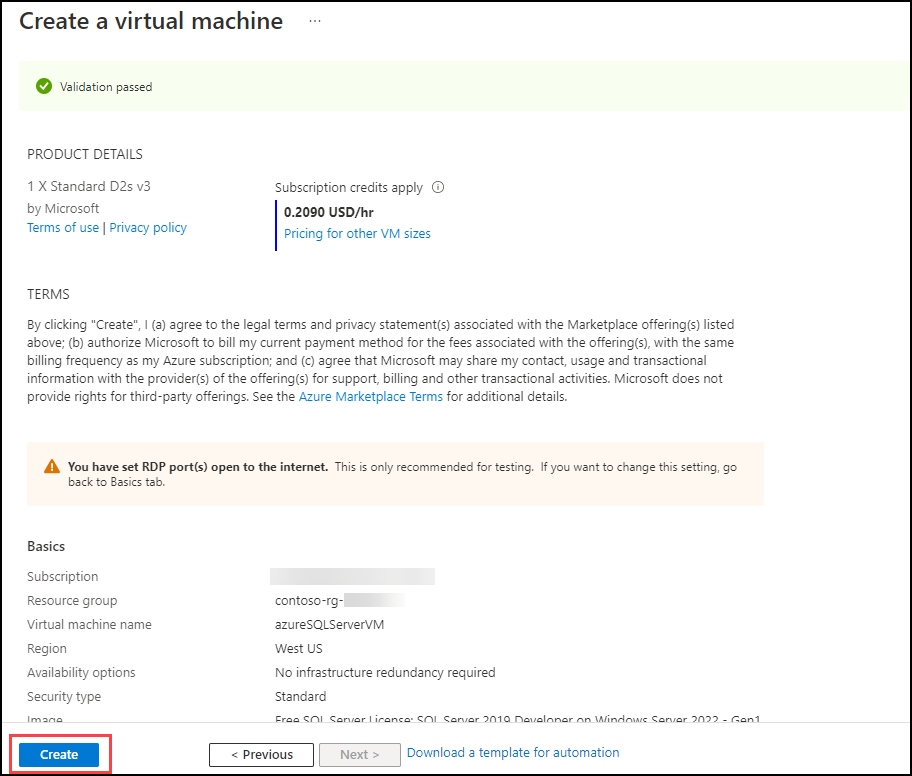 Create a virtual machine ...
Validation passed
PRODUCT DETAILS
1 X Standard D2s v3
by Microsoft
Terms of use | Privacy policy
Subscription credits apply
0.2090 USD/hr
Pricing for other VM sizes
TERMS
By clicking "Create", I (a) agree to the legal terms and privacy statement(s) associated with the Marketplace offering(s) listed
above; (b) authorize Microsoft to bill my current payment method for the fees associated with the offering(s), with the same
billing frequency as my Azure subscription; and (c) agree that Microsoft may share my contact, usage and transactional
information with the provider(s) of the offering(s) for support, billing and other transactional activities. Microsoft does not
provide rights for third-party offerings. See the Azure Marketplace Terms for additional details.
You have set RDP port(s) open to the internet. This is only recommended for testing. If you want to change this setting, go
back to Basics tab.
Basics
Subscription
Resource group contoso-rg-
Virtual machine name azureSQLServerVM
Region West US
Availability options No infrastructure redundancy required
Security type Standard
Image Free SQL Server License: SQL Server 2019 Developer on Windows Server 2022 - Gen1
Create < Previous Next > Download a template for automation